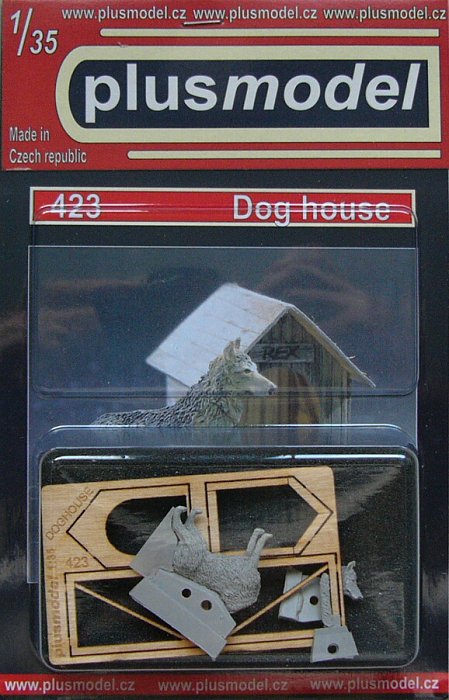 www.plusmodel.cz www.plusmodel.cz www.plusmodel.cz
1/35
plusmodel
Made in
Czech republic
423 Dog house
REX
DOGHOUSE
423
plusmodel 1:35
www.plusmodel.cz www.plusmodel.cz www.plusmodel.cz